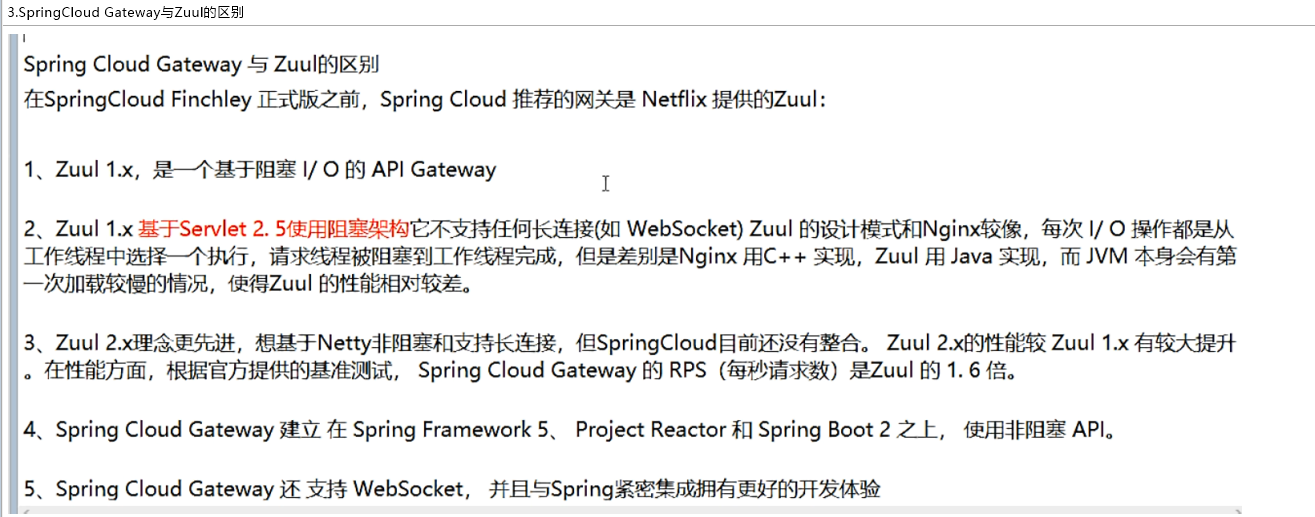 3.SpringCloud Gateway与Zuul的区别
Spring Cloud Gateway 与 Zuul的区别
在SpringCloud Finchley 正式版之前，Spring Cloud 推荐的网关是 Netflix 提供的Zuul：
1、Zuul 1.x，是一个基于阻塞 I/ O 的 API Gateway
2、Zuul 1.x 基于Servlet 2. 5使用阻塞架构它不支持任何长连接(如 WebSocket) Zuul 的设计模式和Nginx较像，每次 I/ O 操作都是从
工作线程中选择一个执行，请求线程被阻塞到工作线程完成，但是差别是Nginx 用C++ 实现，Zuul 用 Java 实现，而 JVM 本身会有第
一次加载较慢的情况，使得Zuul 的性能相对较差。
3、Zuul 2.x理念更先进，想基于Netty非阻塞和支持长连接，但SpringCloud目前还没有整合。 Zuul 2.x的性能较 Zuul 1.x 有较大提升
。在性能方面，根据官方提供的基准测试， Spring Cloud Gateway 的 RPS（每秒请求数）是Zuul 的 1. 6 倍。
4、Spring Cloud Gateway 建立 在 Spring Framework 5、 Project Reactor 和 Spring Boot 2 之上， 使用非阻塞 API。
5、Spring Cloud Gateway 还 支持 WebSocket， 并且与Spring紧密集成拥有更好的开发体验